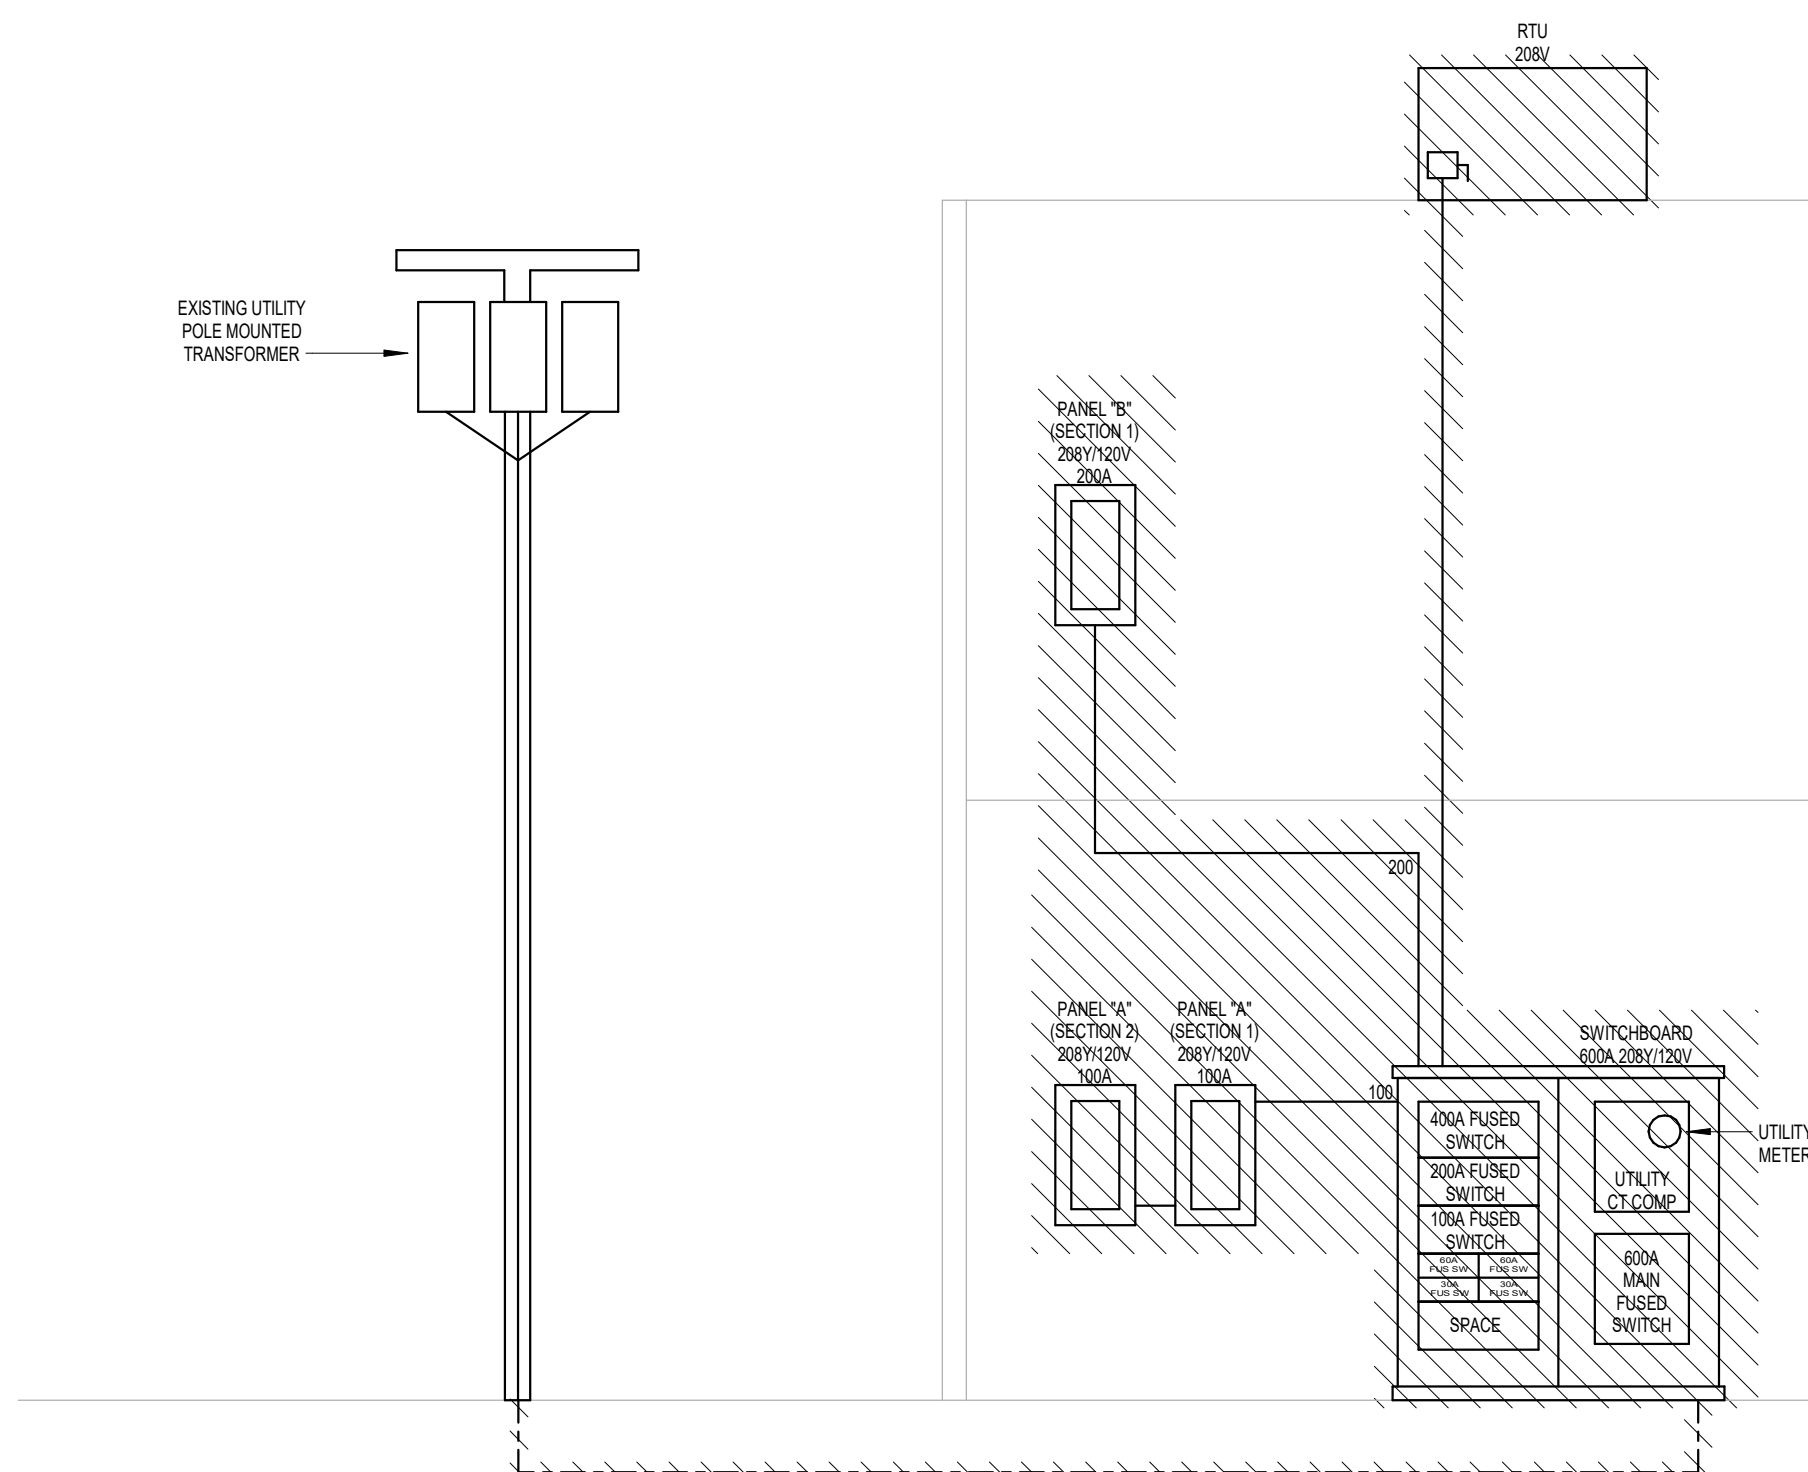 RTU
208V
EXISTING UTILITY
POLE MOUNTED
TRANSFORMER
PANEL "B"
(SECTION 1)
208Y/120V
200A
200
PANEL "A"
(SECTION 2)
208Y/120V
100A
PANEL "A"
(SECTION 1)
208Y/120V
100A
100
SWITCHBOARD
600A 208Y/120V
400A FUSED
SWITCH
200A FUSED
SWITCH
100A FUSED
SWITCH
60A
FUS SW
60A
FUS SW
30A
FUS SW
30A
FUS SW
SPACE
UTILITY
CT COMP
600A
MAIN
FUSED
SWITCH
UTILITY
METER